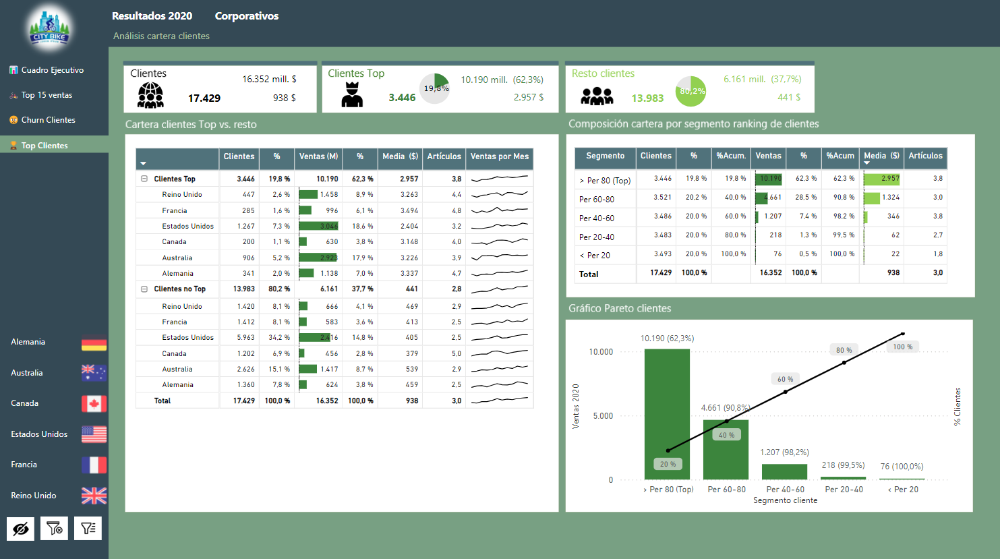 CITY BIKE
Resultados 2020 Corporativos
Análisis cartera clientes
Cuadro Ejecutivo
Top 15 ventas
Churn Clientes
Top Clientes
Alemania
Australia
Canada
Estados Unidos
Francia
Reino Unido
Clientes
16.352 mill. $
17.429
938 $
Clientes Top
19,8%
3.446
10.190 mill. (62,3%)
2.957 $
Resto clientes
80,2%
13.983
6.161 mill. (37,7%)
441 $
Cartera clientes Top vs. resto
Clientes % Ventas (M) % Media ($) Artículos Ventas por Mes
Clientes Top 3.446 19,8 % 10.190 62,3 % 2.957 3,8
Reino Unido 447 2,6 % 1.458 8,9 % 3.263 4,4
Francia 285 1,6 % 996 6,1 % 3.494 4,8
Estados Unidos 1.267 7,3 % 3.046 18,6 % 2.404 3,2
Canada 200 1,1 % 630 3,8 % 3.148 4,0
Australia 906 5,2 % 2.923 17,9 % 3.226 3,9
Alemania 341 2,0 % 1.138 7,0 % 3.337 4,7
Clientes no Top 13.983 80,2 % 6.161 37,7 % 441 2,8
Reino Unido 1.420 8,1 % 666 4,1 % 469 2,9
Francia 1.412 8,1 % 583 3,6 % 413 2,5
Estados Unidos 5.963 34,2 % 2.416 14,8 % 405 2,5
Canada 1.202 6,9 % 456 2,8 % 379 5,0
Australia 2.626 15,1 % 1.417 8,7 % 539 2,9
Alemania 1.360 7,8 % 624 3,8 % 459 2,5
Total 17.429 100,0 % 16.352 100,0 % 938 3,0
Composición cartera por segmento ranking de clientes
Segmento Clientes % %Acum. Ventas % %Acum Media ($) Artículos
> Per 80 (Top) 3.446 19,8 % 19,8 % 10.190 62,3 % 62,3 % 2.957 3,8
Per 60-80 3.521 20,2 % 40,0 % 4.661 28,5 % 90,8 % 1.324 3,0
Per 40-60 3.486 20,0 % 60,0 % 1.207 7,4 % 98,2 % 346 3,8
Per 20-40 3.483 20,0 % 80,0 % 218 1,3 % 99,5 % 62 2,7
< Per 20 3.493 20,0 % 100,0 % 76 0,5 % 100,0 % 22 1,8
Total 17.429 100,0 % 16.352 100,0 % 938 3,0
Gráfico Pareto clientes
Ventas 2020
10.000
5.000
0
10.190 (62,3%)
4.661 (90,8%)
1.207 (98,2%)
218 (99,5%)
76 (100,0%)
20 %
40 %
60 %
80 %
100 %
> Per 80 (Top) Per 60-80 Per 40-60 Per 20-40 < Per 20
Segmento cliente
% Clientes